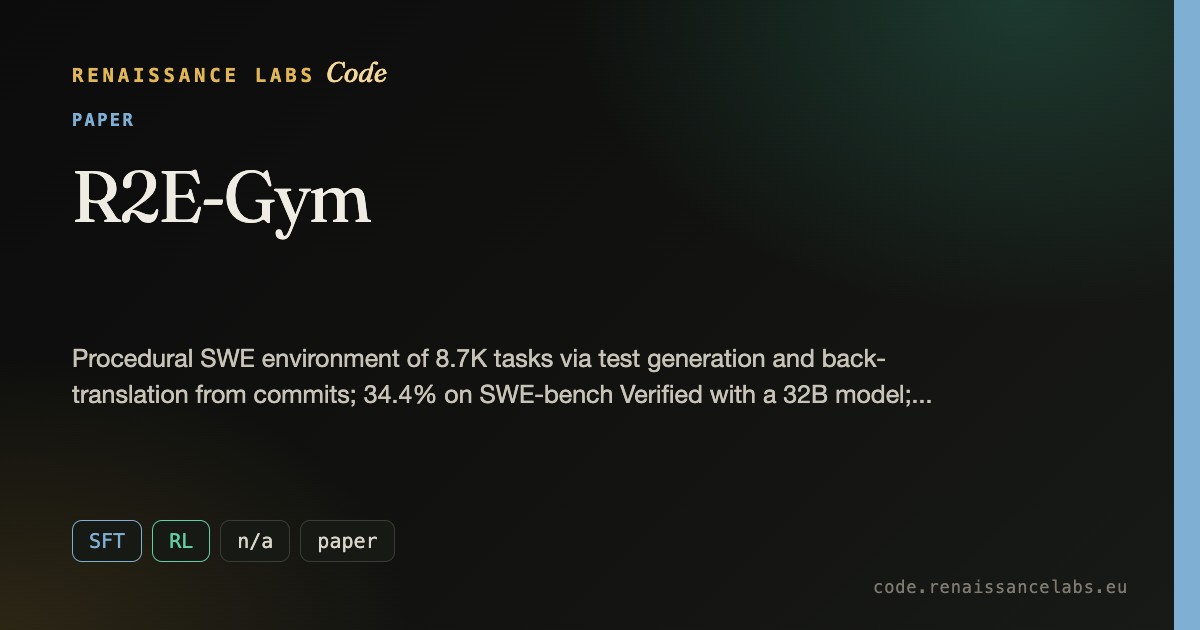 RENAISSANCE LABS Code
PAPER
R2E-Gym
Procedural SWE environment of 8.7K tasks via test generation and back-
translation from commits; 34.4% on SWE-bench Verified with a 32B model;...
SFT RL n/a paper
code.renaissancelabs.eu